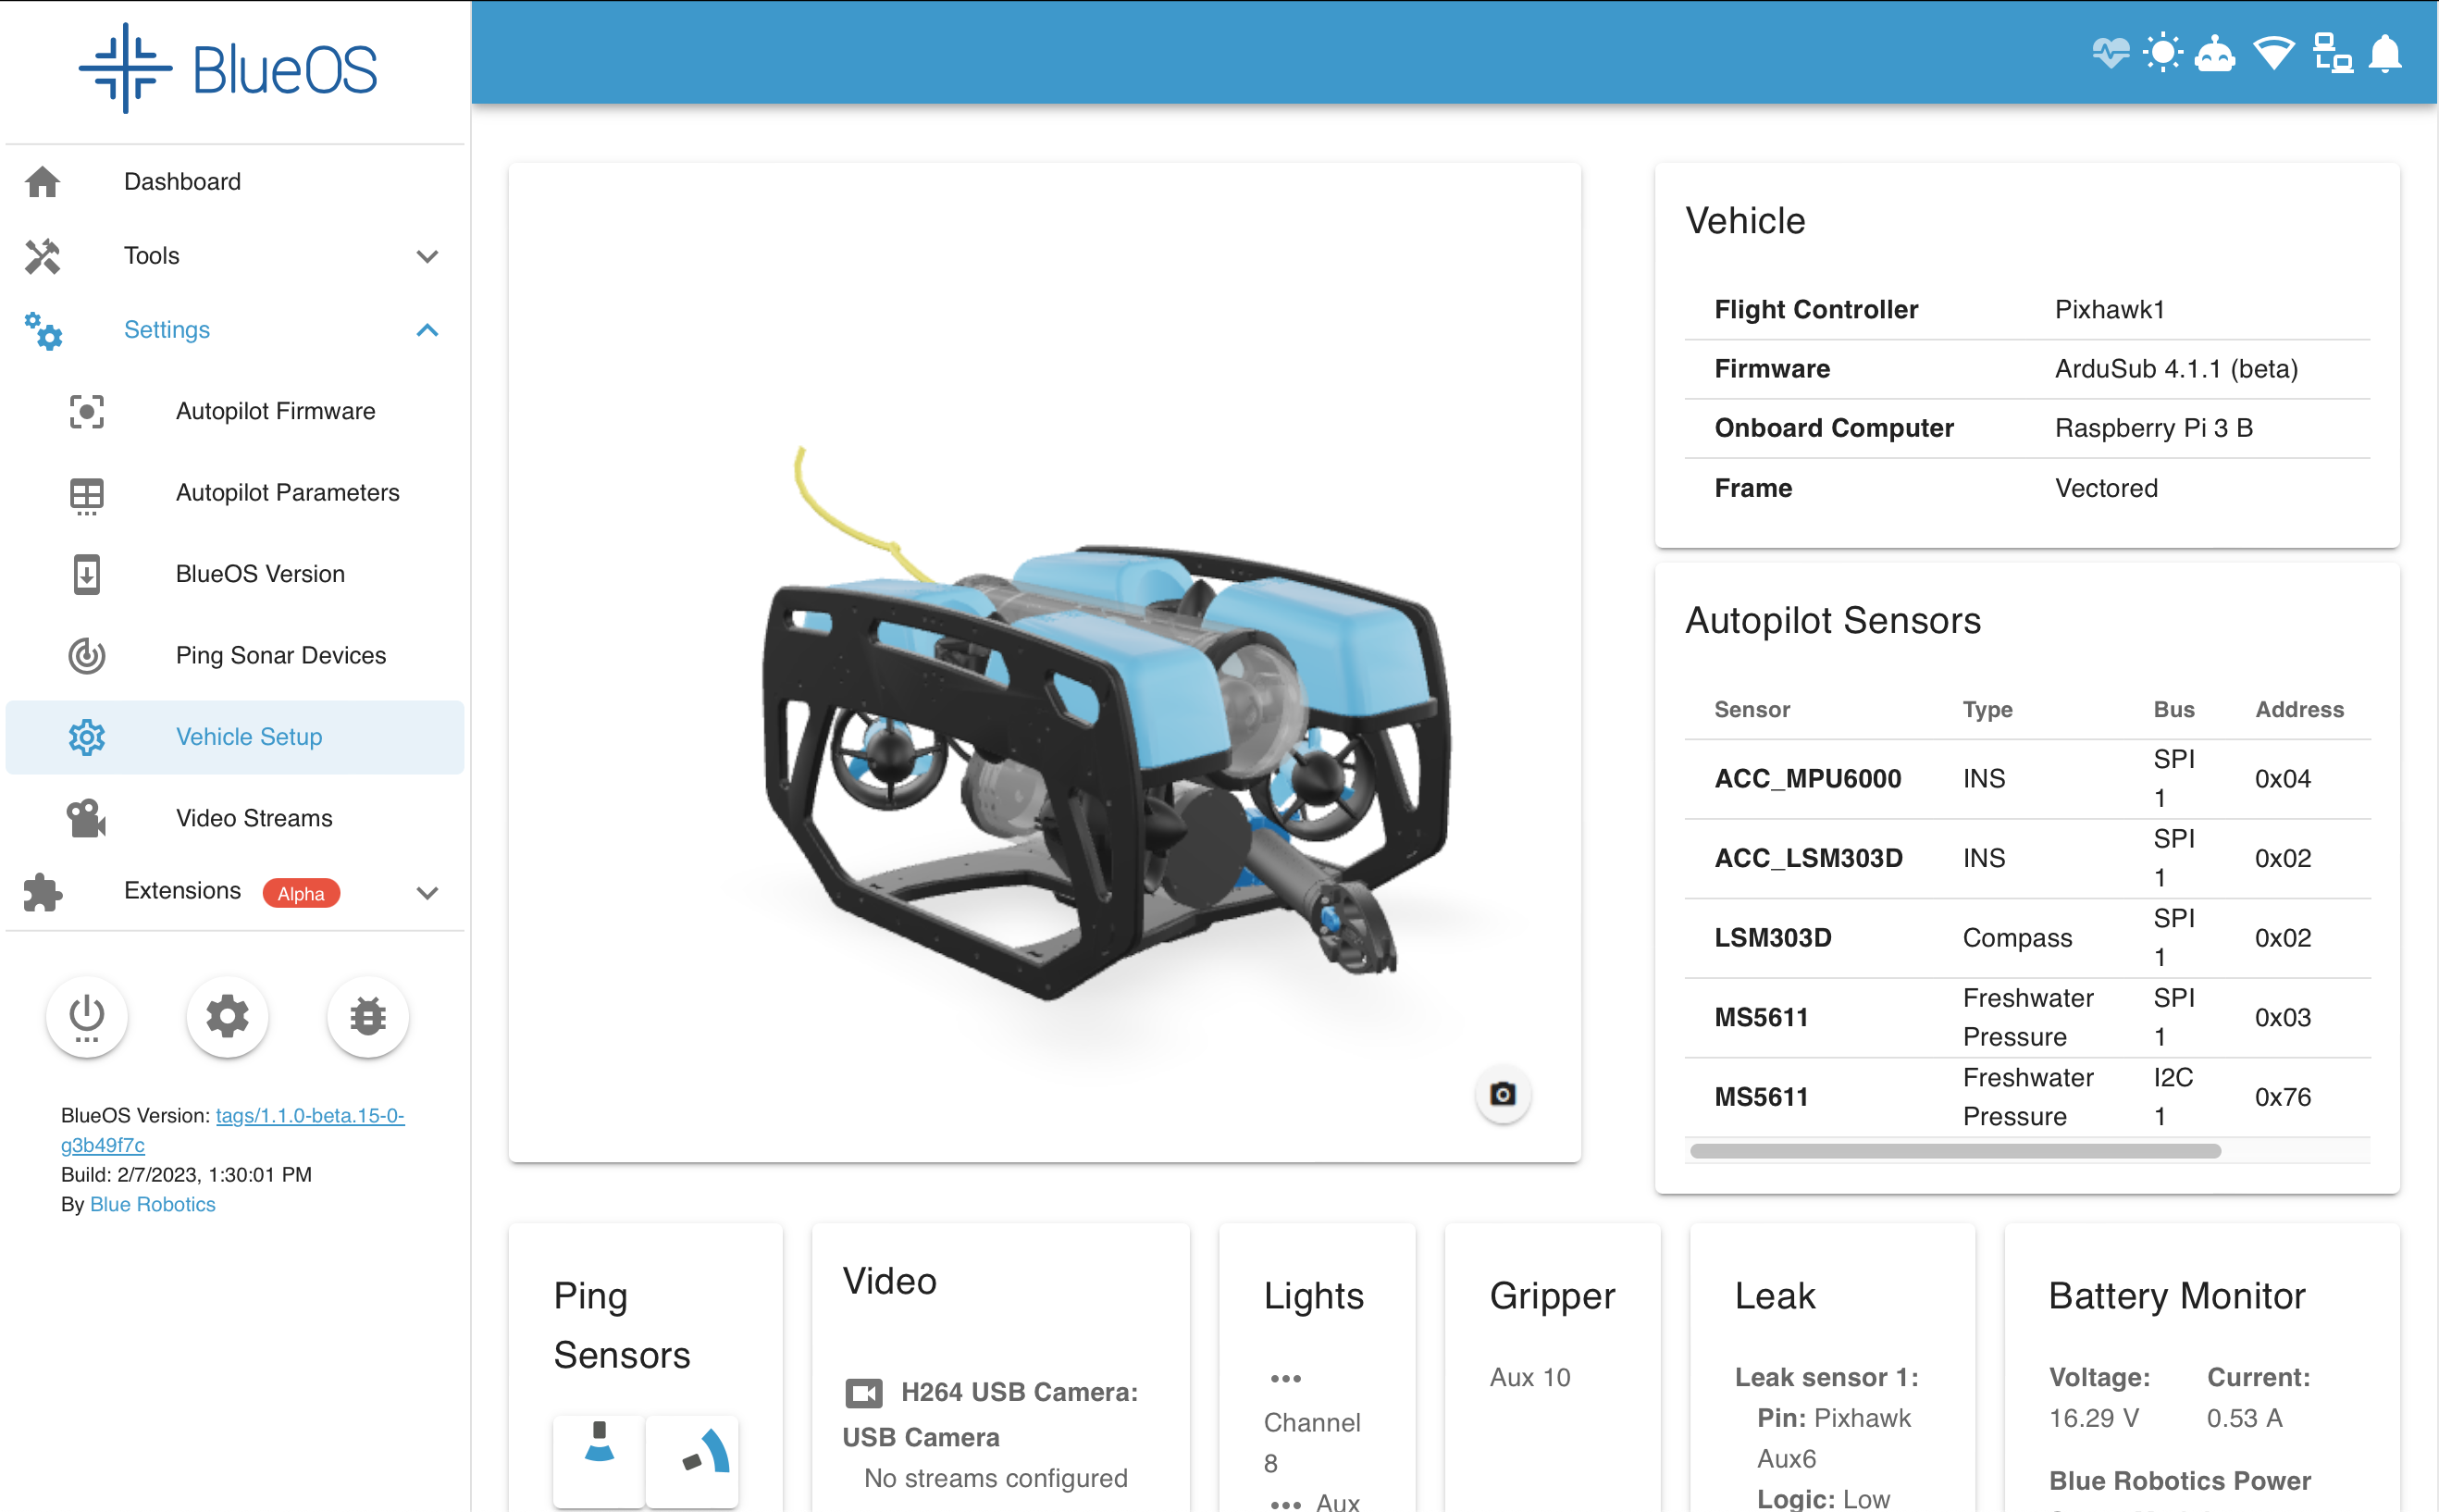 BlueOS
Dashboard
Tools
Settings
Autopilot Firmware
Autopilot Parameters
BlueOS Version
Ping Sonar Devices
Vehicle Setup
Video Streams
Extensions Alpha
BlueOS Version: tags/1.1.0-beta.15-0-
g3b49f7c
Build: 2/7/2023, 1:30:01 PM
By Blue Robotics
Vehicle
Flight Controller Pixhawk1
Firmware ArduSub 4.1.1 (beta)
Onboard Computer Raspberry Pi 3 B
Frame Vectored
Autopilot Sensors
Sensor Type Bus Address
ACC_MPU6000 INS SPI 1 0x04
ACC_LSM303D INS SPI 1 0x02
LSM303D Compass SPI 1 0x02
MS5611 Freshwater Pressure SPI 1 0x03
MS5611 Freshwater Pressure I2C 1 0x76
Ping
Sensors
Video
H264 USB Camera:
USB Camera
No streams configured
Lights
Channel
8
Aux
Gripper
Aux 10
Leak
Leak sensor 1:
Pin: Pixhawk
Aux6
Logic: Low
Battery Monitor
Voltage: Current:
16.29 V 0.53 A
Blue Robotics Power